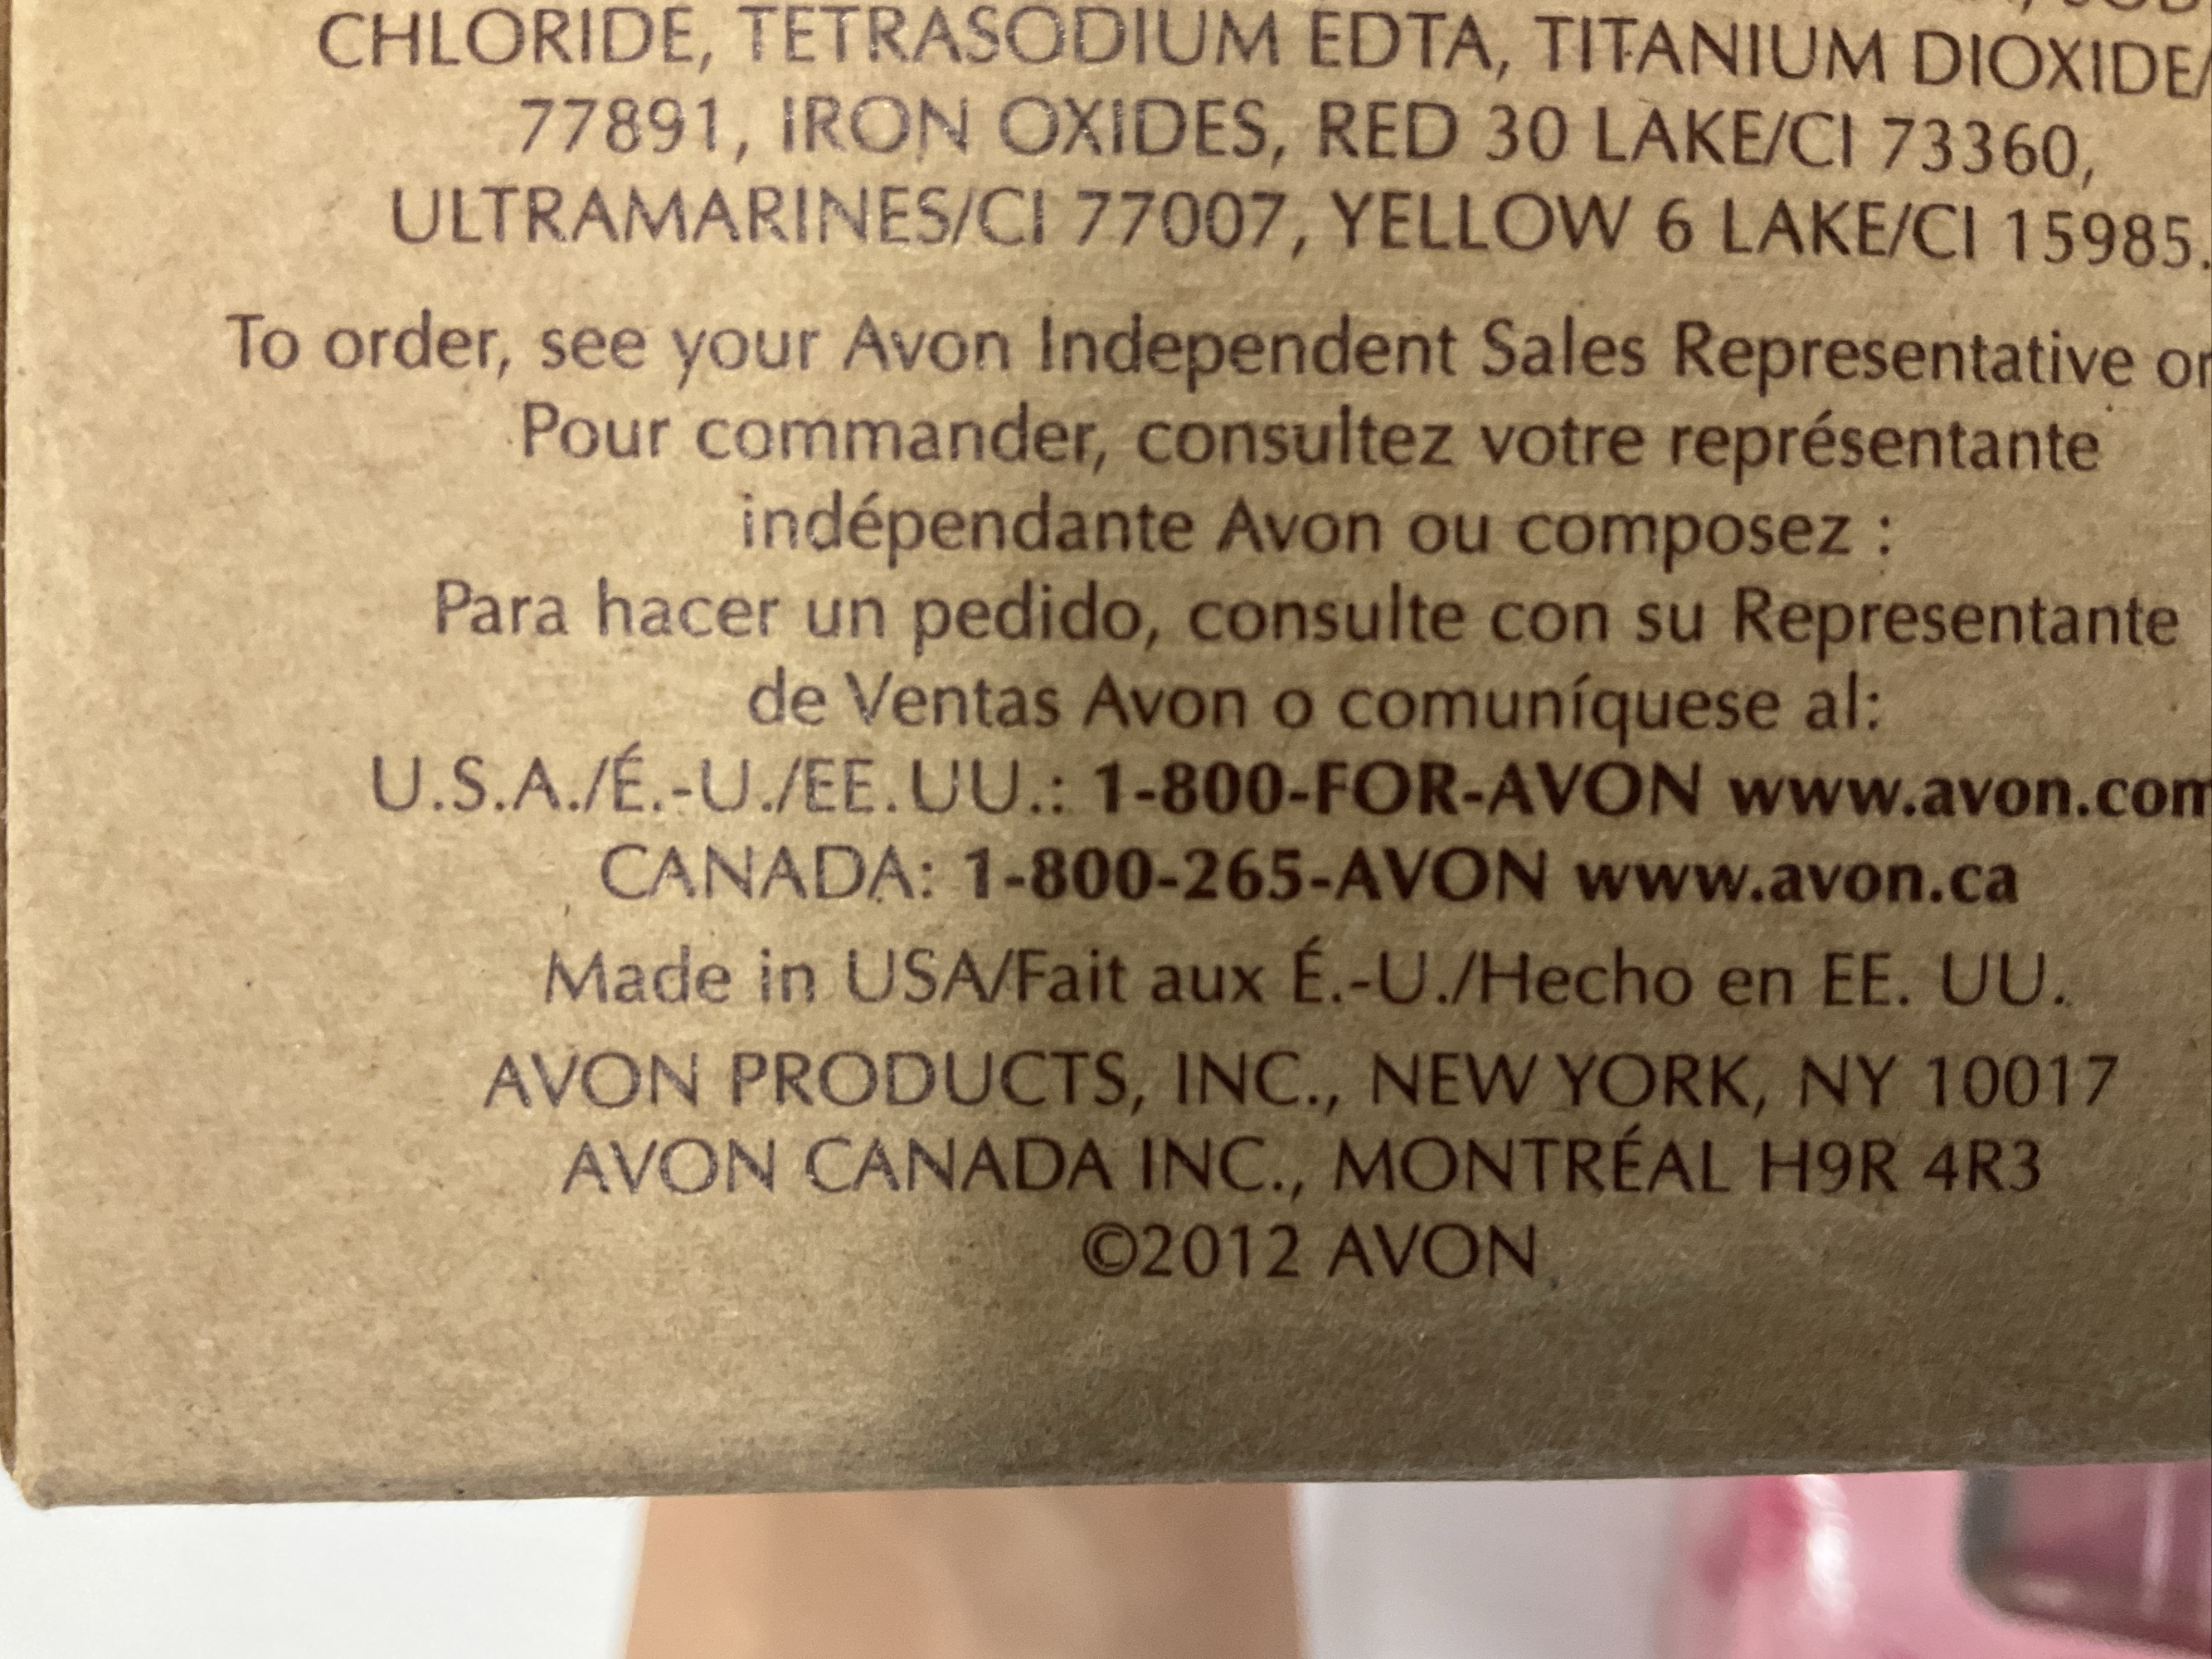 CHLORIDE, TETRASODIUM EDTA, TITANIUM DIOXIDE/
77891, IRON OXIDES, RED 30 LAKE/CI 73360,
ULTRAMARINES/CI 77007, YELLOW 6 LAKE/CI 15985.
To order, see your Avon Independent Sales Representative or
Pour commander, consultez votre représentante
indépendante Avon ou composez :
Para hacer un pedido, consulte con su Representante
de Ventas Avon o comuníquese al:
U.S.A./É.-U./EE.UU.: 1-800-FOR-AVON www.avon.com
CANADA: 1-800-265-AVON www.avon.ca
Made in USA/Fait aux É.-U./Hecho en EE. UU.
AVON PRODUCTS, INC., NEW YORK, NY 10017
AVON CANADA INC., MONTRÉAL H9R 4R3
©2012 AVON